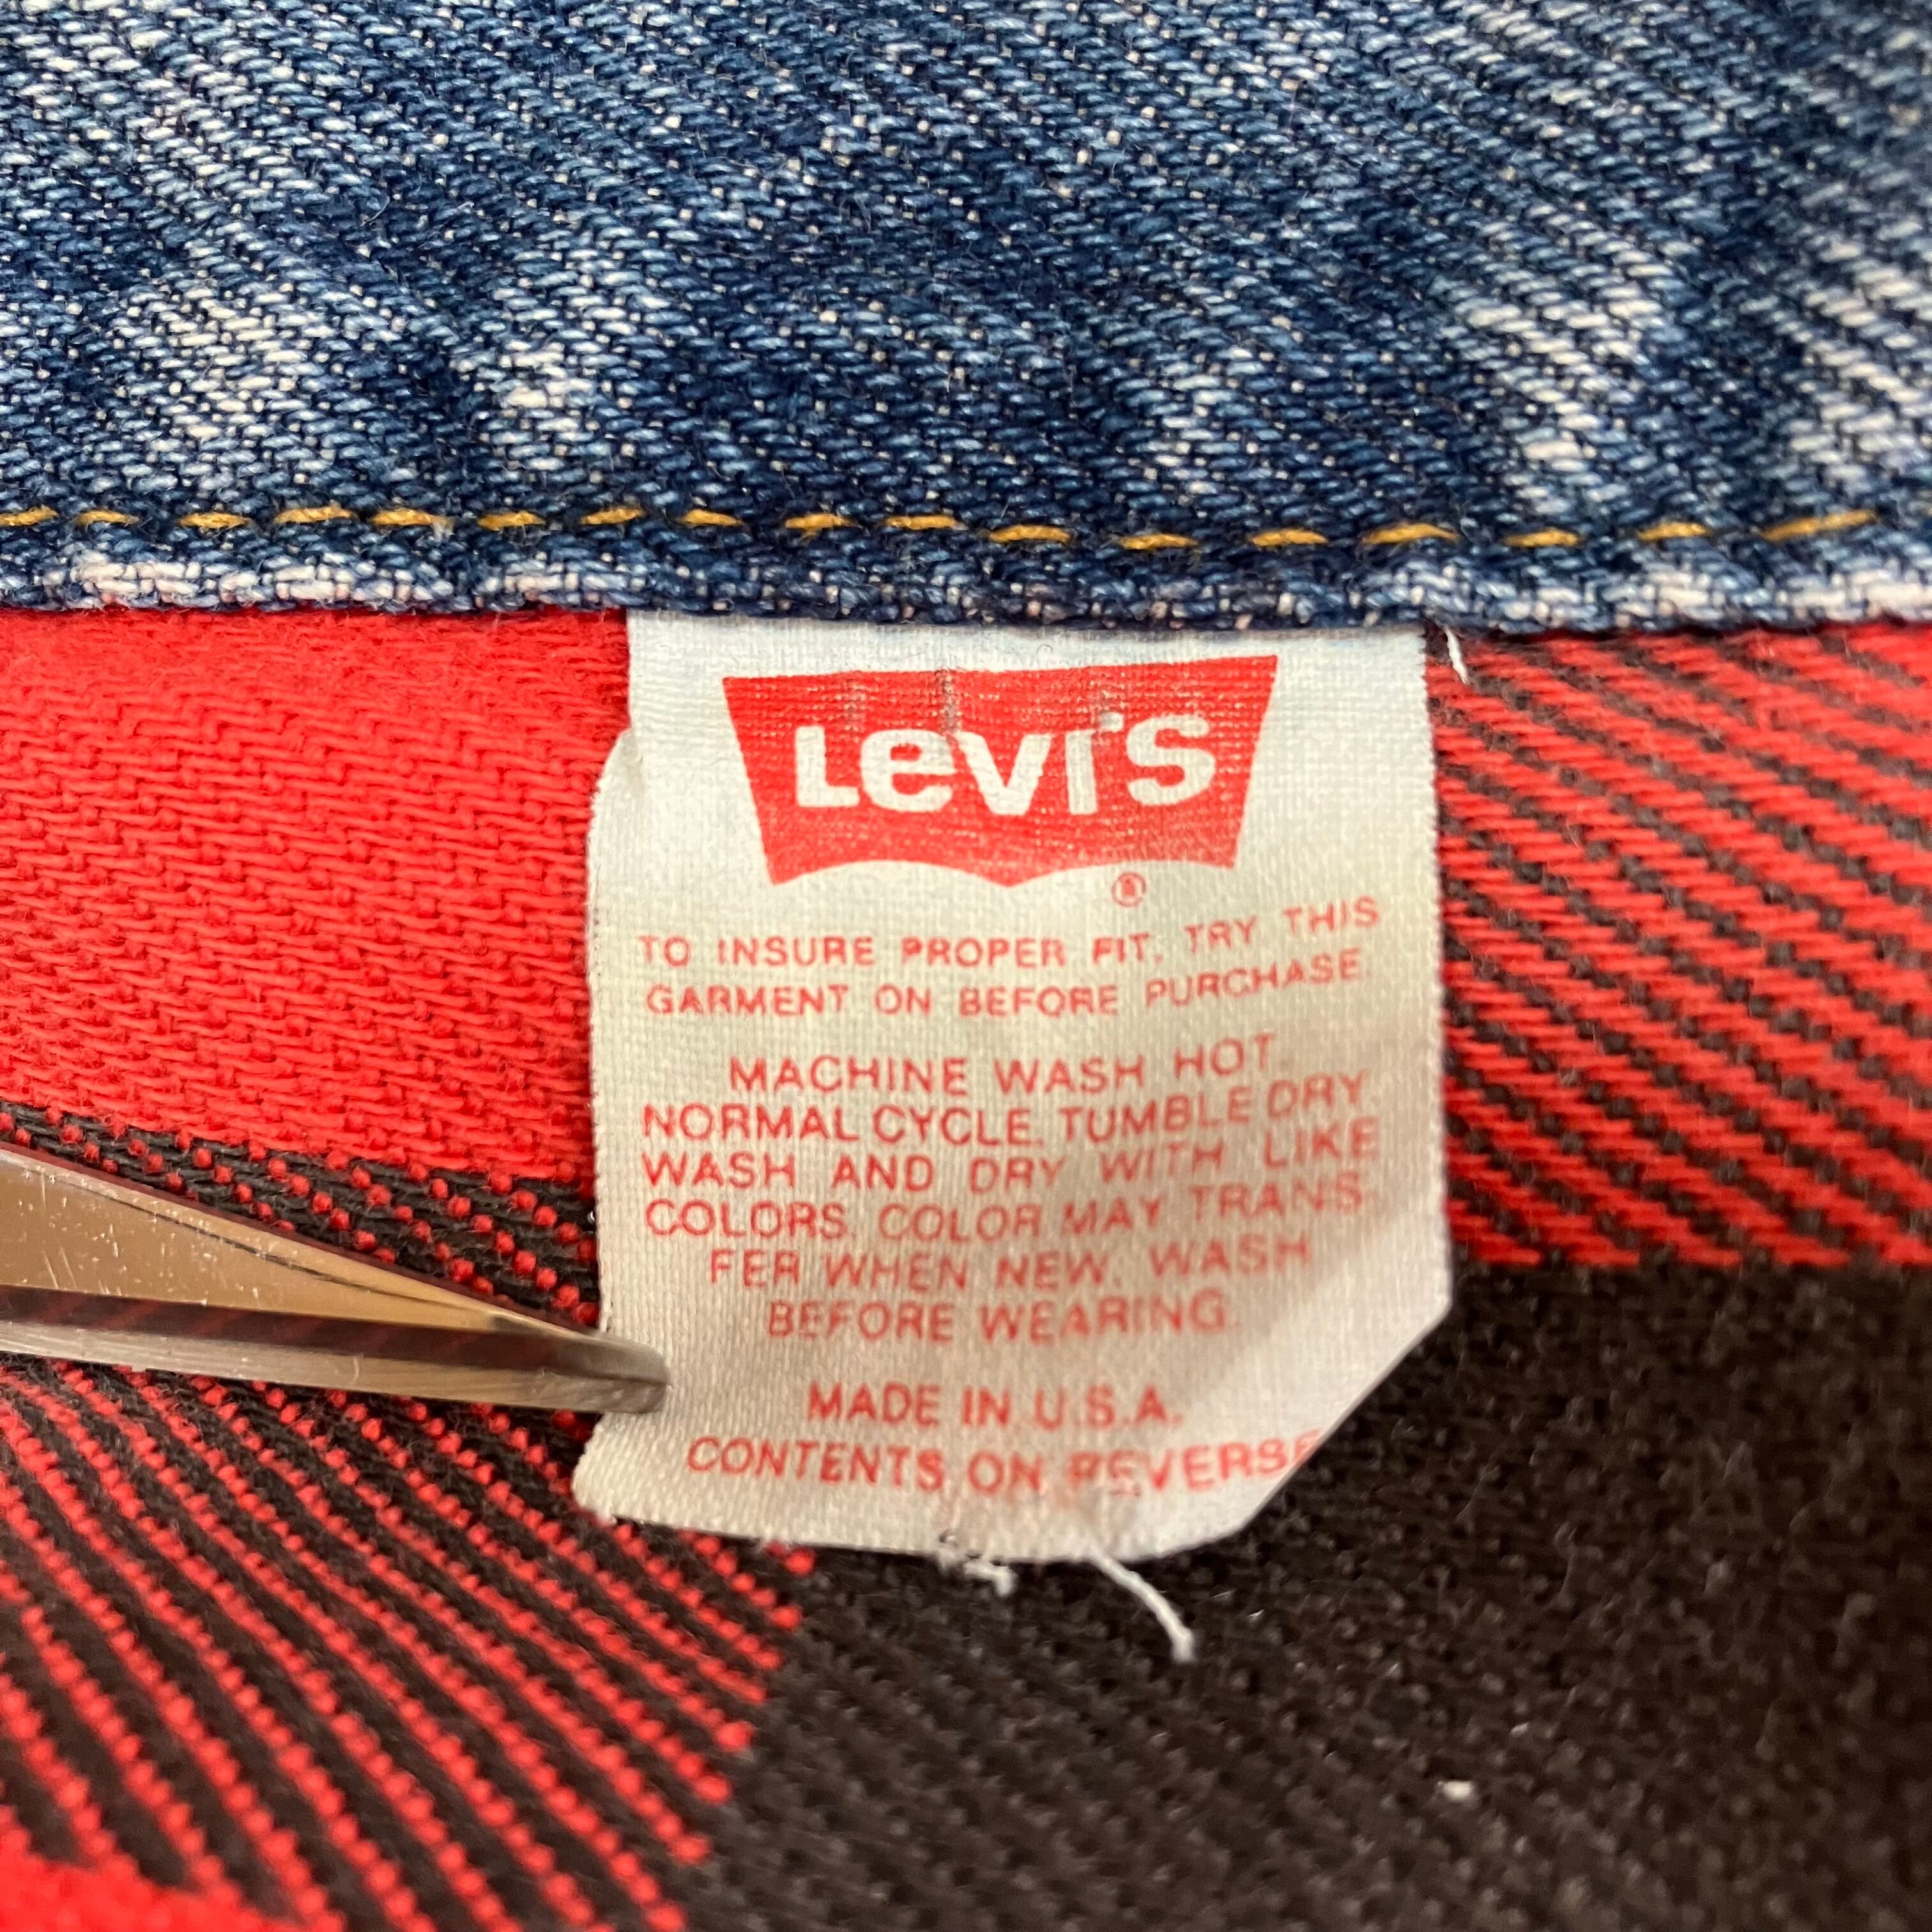 Levi's
®
TO INSURE PROPER FIT, TRY THIS
GARMENT ON BEFORE PURCHASE
MACHINE WASH HOT.
NORMAL CYCLE. TUMBLE DRY.
WASH AND DRY WITH LIKE
COLORS. COLOR MAY TRANS-
FER WHEN NEW. WASH
BEFORE WEARING.
MADE IN U.S.A.
CONTENTS ON REVERSE